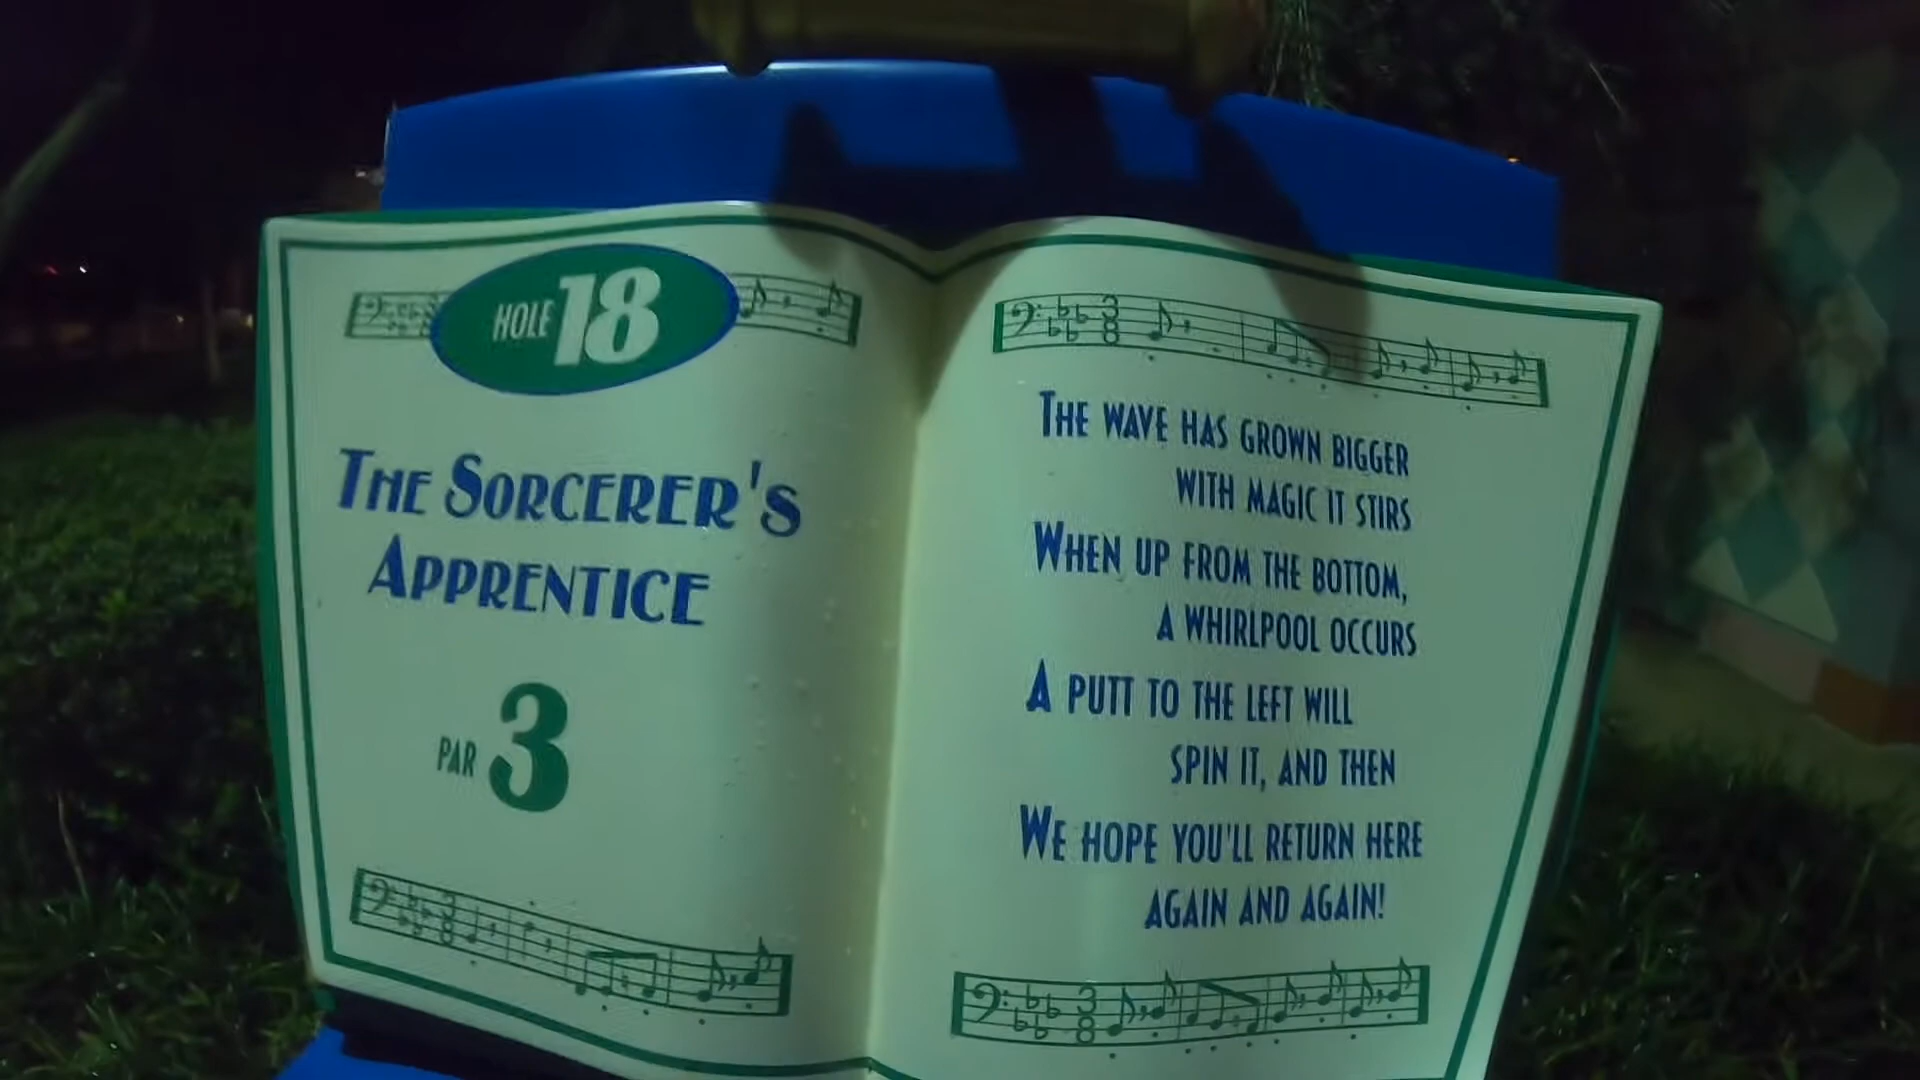 HOLE 18
THE SORCERER'S
APPRENTICE
PAR 3
THE WAVE HAS GROWN BIGGER
WITH MAGIC IT STIRS
WHEN UP FROM THE BOTTOM,
A WHIRLPOOL OCCURS
A PUTT TO THE LEFT WILL
SPIN IT, AND THEN
WE HOPE YOU'LL RETURN HERE
AGAIN AND AGAIN!